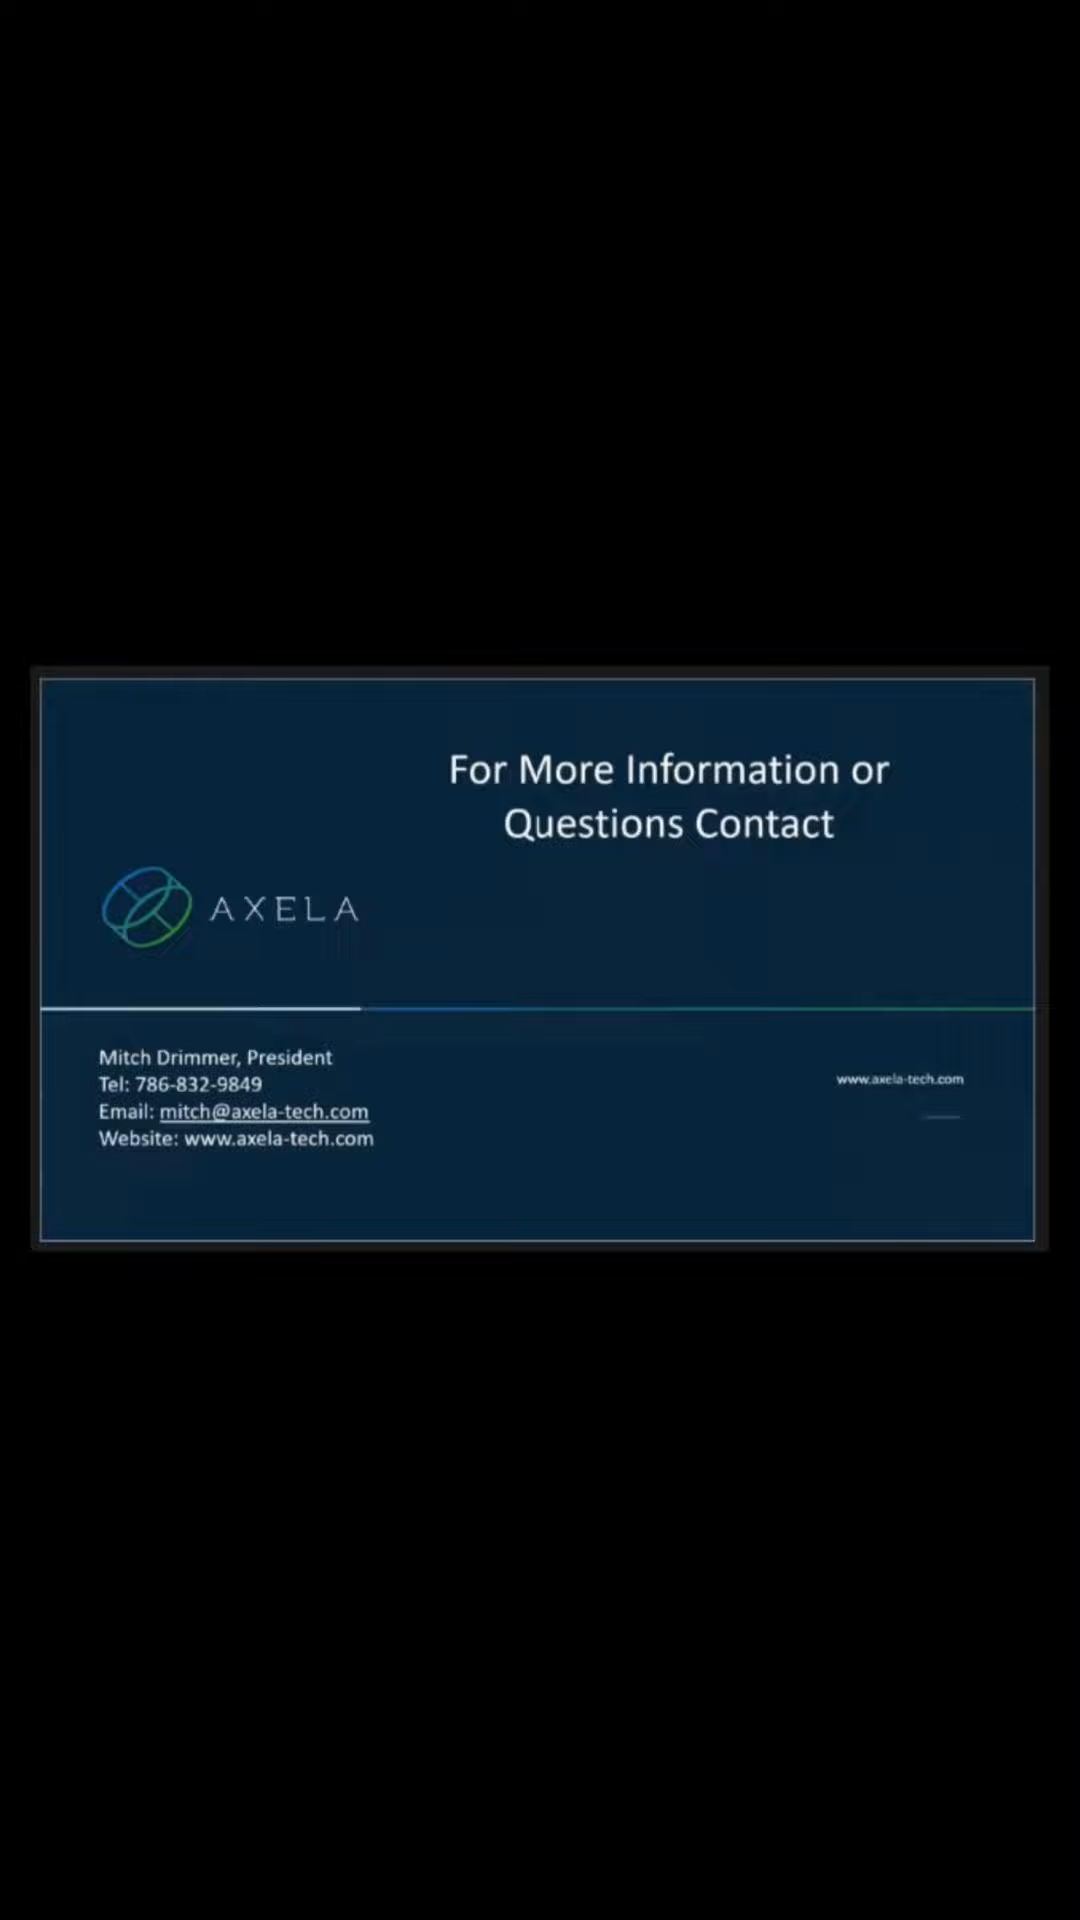 For More Information or
Questions Contact
AXELA
Mitch Drimmer, President
Tel: 786-832-9849
Email: mitch@axela-tech.com
Website: www.axela-tech.com
www.axela-tech.com